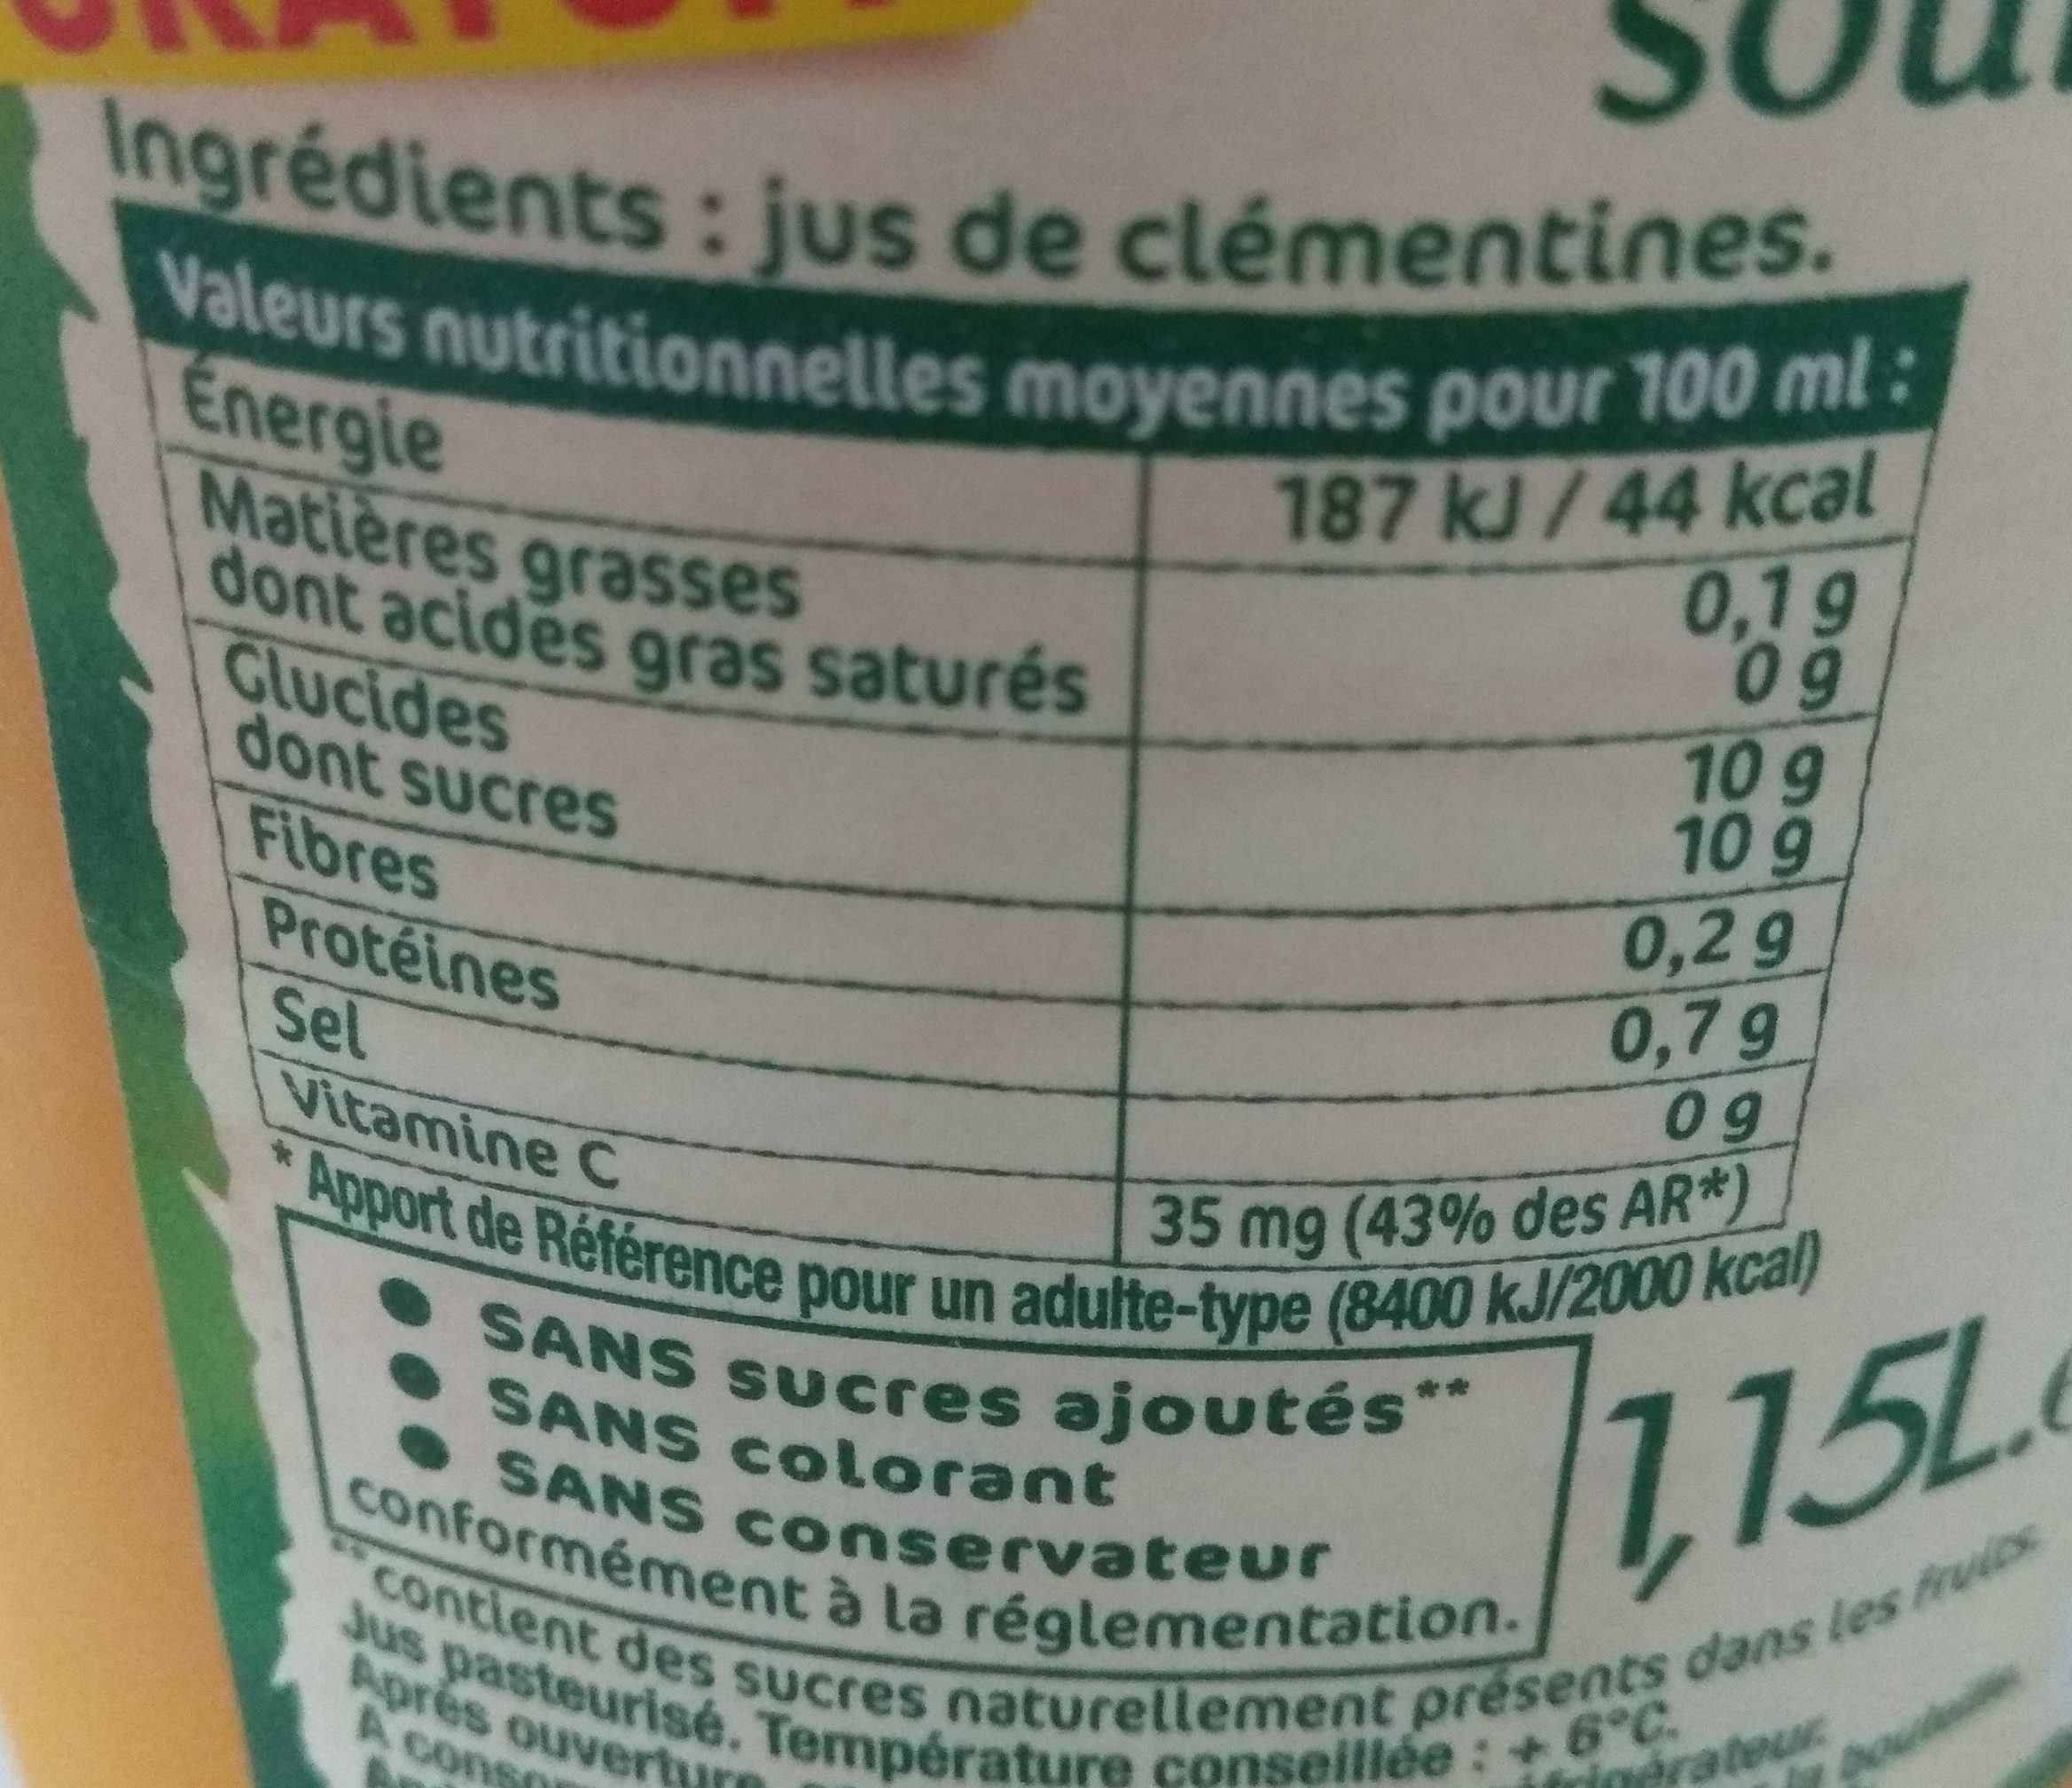 GRATUIT
Ingrédients : jus de clémentines.
Valeurs nutritionnelles moyennes pour 100 ml :
Énergie 187 kJ / 44 kcal
Matières grasses 0,1 g
dont acides gras saturés 0 g
Glucides 10 g
dont sucres 10 g
Fibres 0,2 g
Protéines 0,7 g
Sel 0 g
Vitamine C 35 mg (43% des AR*)
* Apport de Référence pour un adulte-type (8400 kJ/2000 kcal)
● SANS sucres ajoutés**
● SANS colorant
● SANS conservateur
conformément à la réglementation.
1,15L.
**contient des sucres naturellement présents dans les fruits.
Jus pasteurisé. Température conseillée : + 6°C.
Après ouverture
A
bouteille